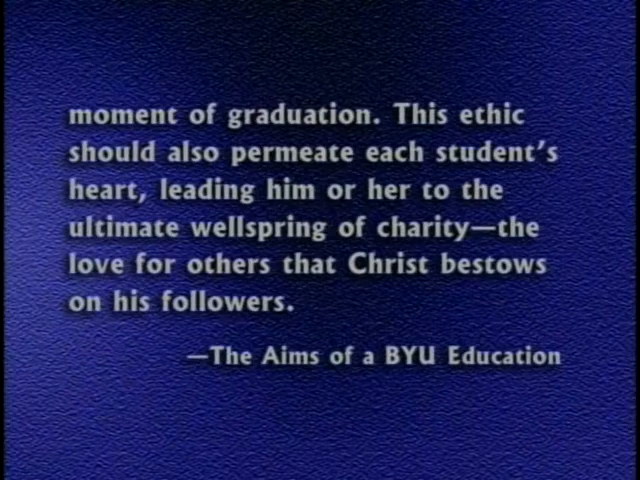 moment of graduation. This ethic
should also permeate each student's
heart, leading him or her to the
ultimate wellspring of charity—the
love for others that Christ bestows
on his followers.
—The Aims of a BYU Education